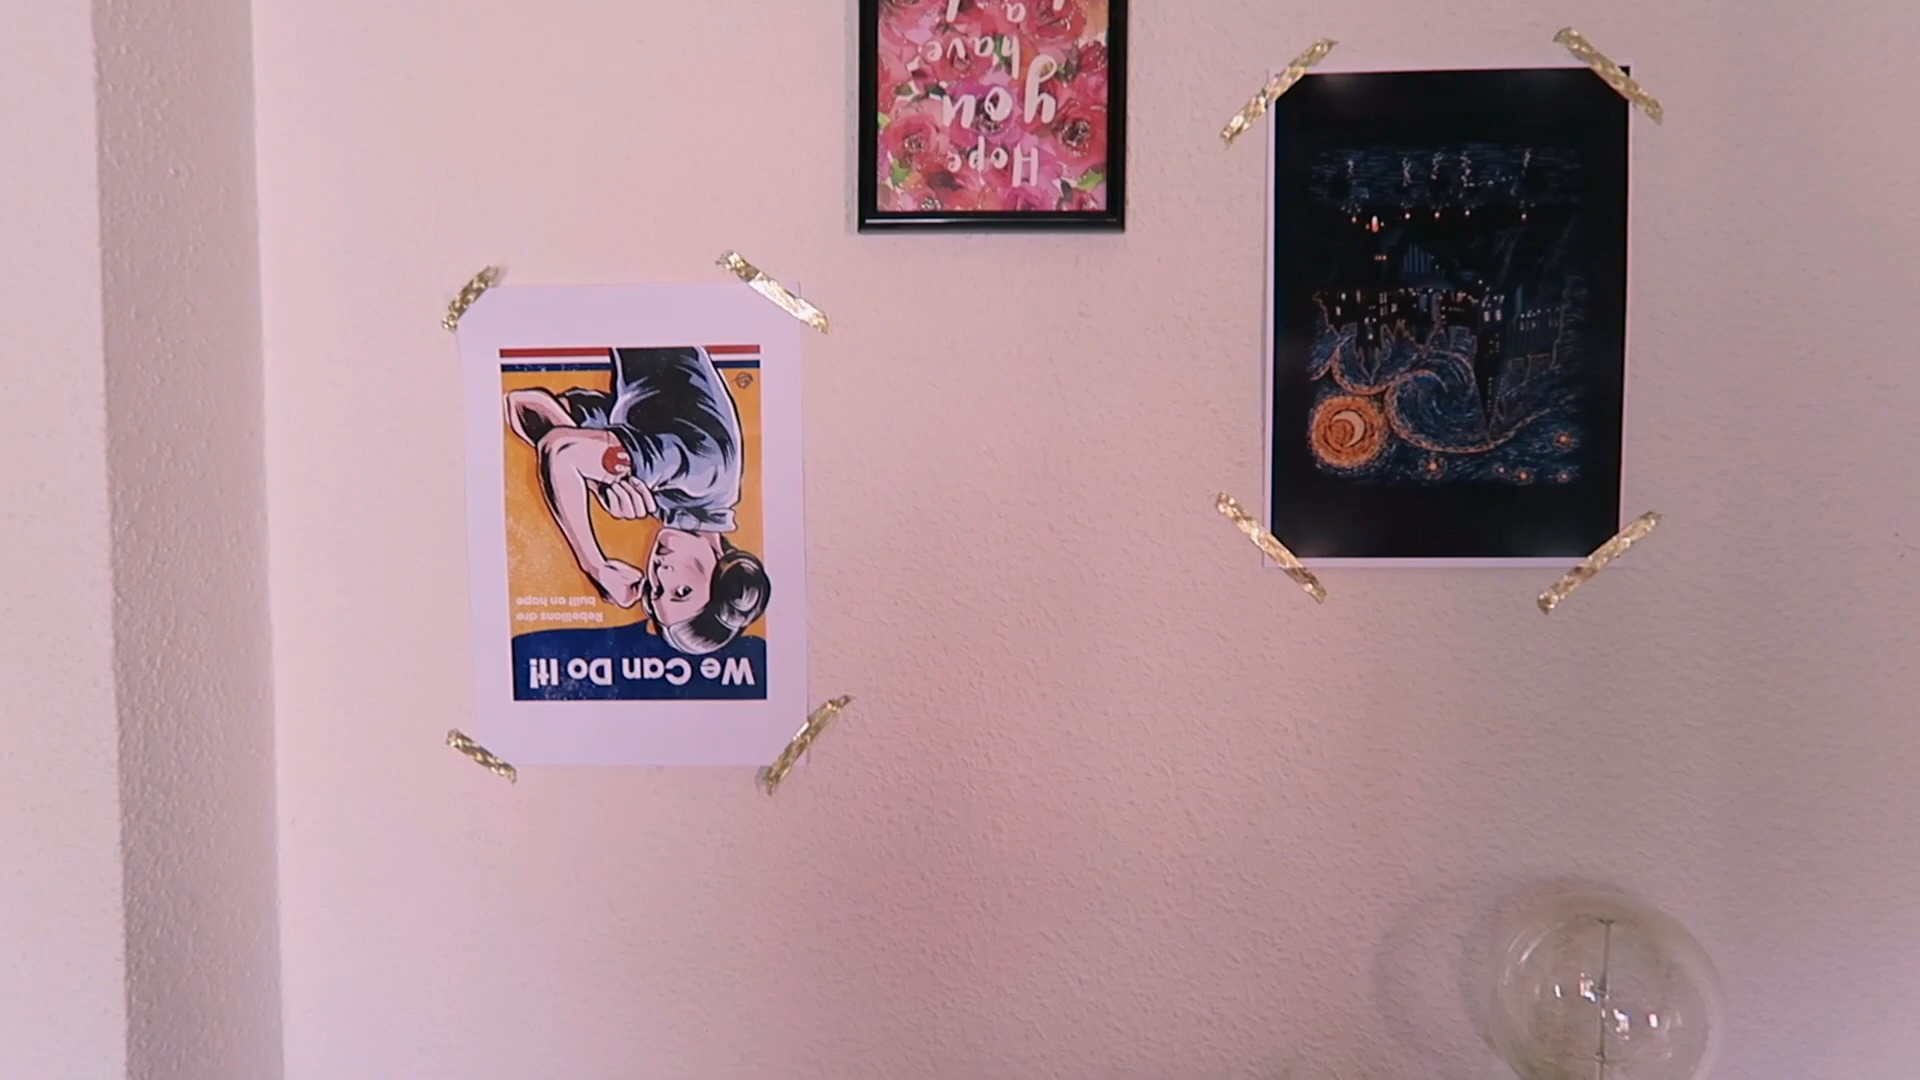 Hope
you
have
a
We Can Do It!
Rebellions are
built on hope